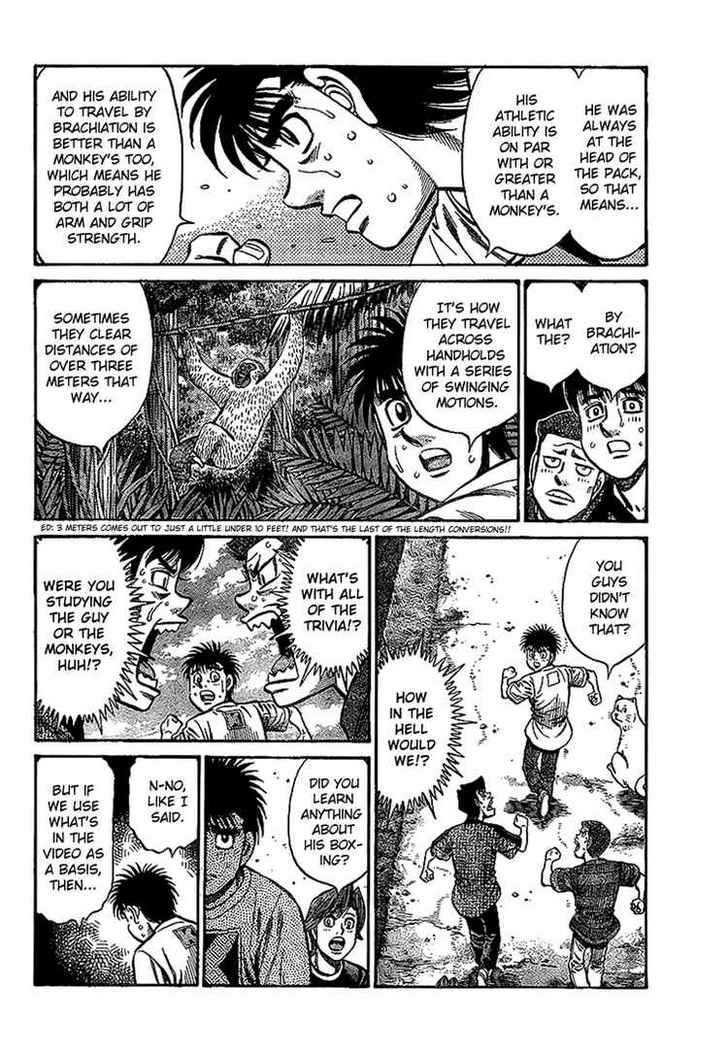 HE WAS
ALWAYS
AT THE
HEAD OF
THE PACK,
SO THAT
MEANS...
HIS
ATHLETIC
ABILITY
IS ON PAR
WITH OR
GREATER
THAN A
MONKEY'S.
AND HIS ABILITY
TO TRAVEL BY
BRACHIATION IS
BETTER THAN A
MONKEY'S TOO,
WHICH MEANS HE
PROBABLY HAS
BOTH A LOT OF
ARM AND GRIP
STRENGTH.
BY
BRACHI-
ATION?
WHAT
THE?
IT'S HOW
THEY TRAVEL
ACROSS
HANDHOLDS
WITH A SERIES
OF SWINGING
MOTIONS.
SOMETIMES
THEY CLEAR
DISTANCES OF
OVER THREE
METERS THAT
WAY...
ED: 3 METERS COMES OUT TO JUST A LITTLE UNDER 10 FEET! AND THAT'S THE LAST OF THE LENGTH CONVERSIONS!!
YOU
GUYS
DIDN'T
KNOW
THAT?
HOW
IN THE
HELL
WOULD
WE!?
WHAT'S
WITH ALL
OF THE
TRIVIA!?
WERE YOU
STUDYING
THE GUY
OR THE
MONKEYS,
HUH!?
DID YOU
LEARN
ANYTHING
ABOUT
HIS BOX-
ING?
N-NO,
LIKE I
SAID.
BUT IF
WE USE
WHAT'S
IN THE
VIDEO AS
A BASIS,
THEN...